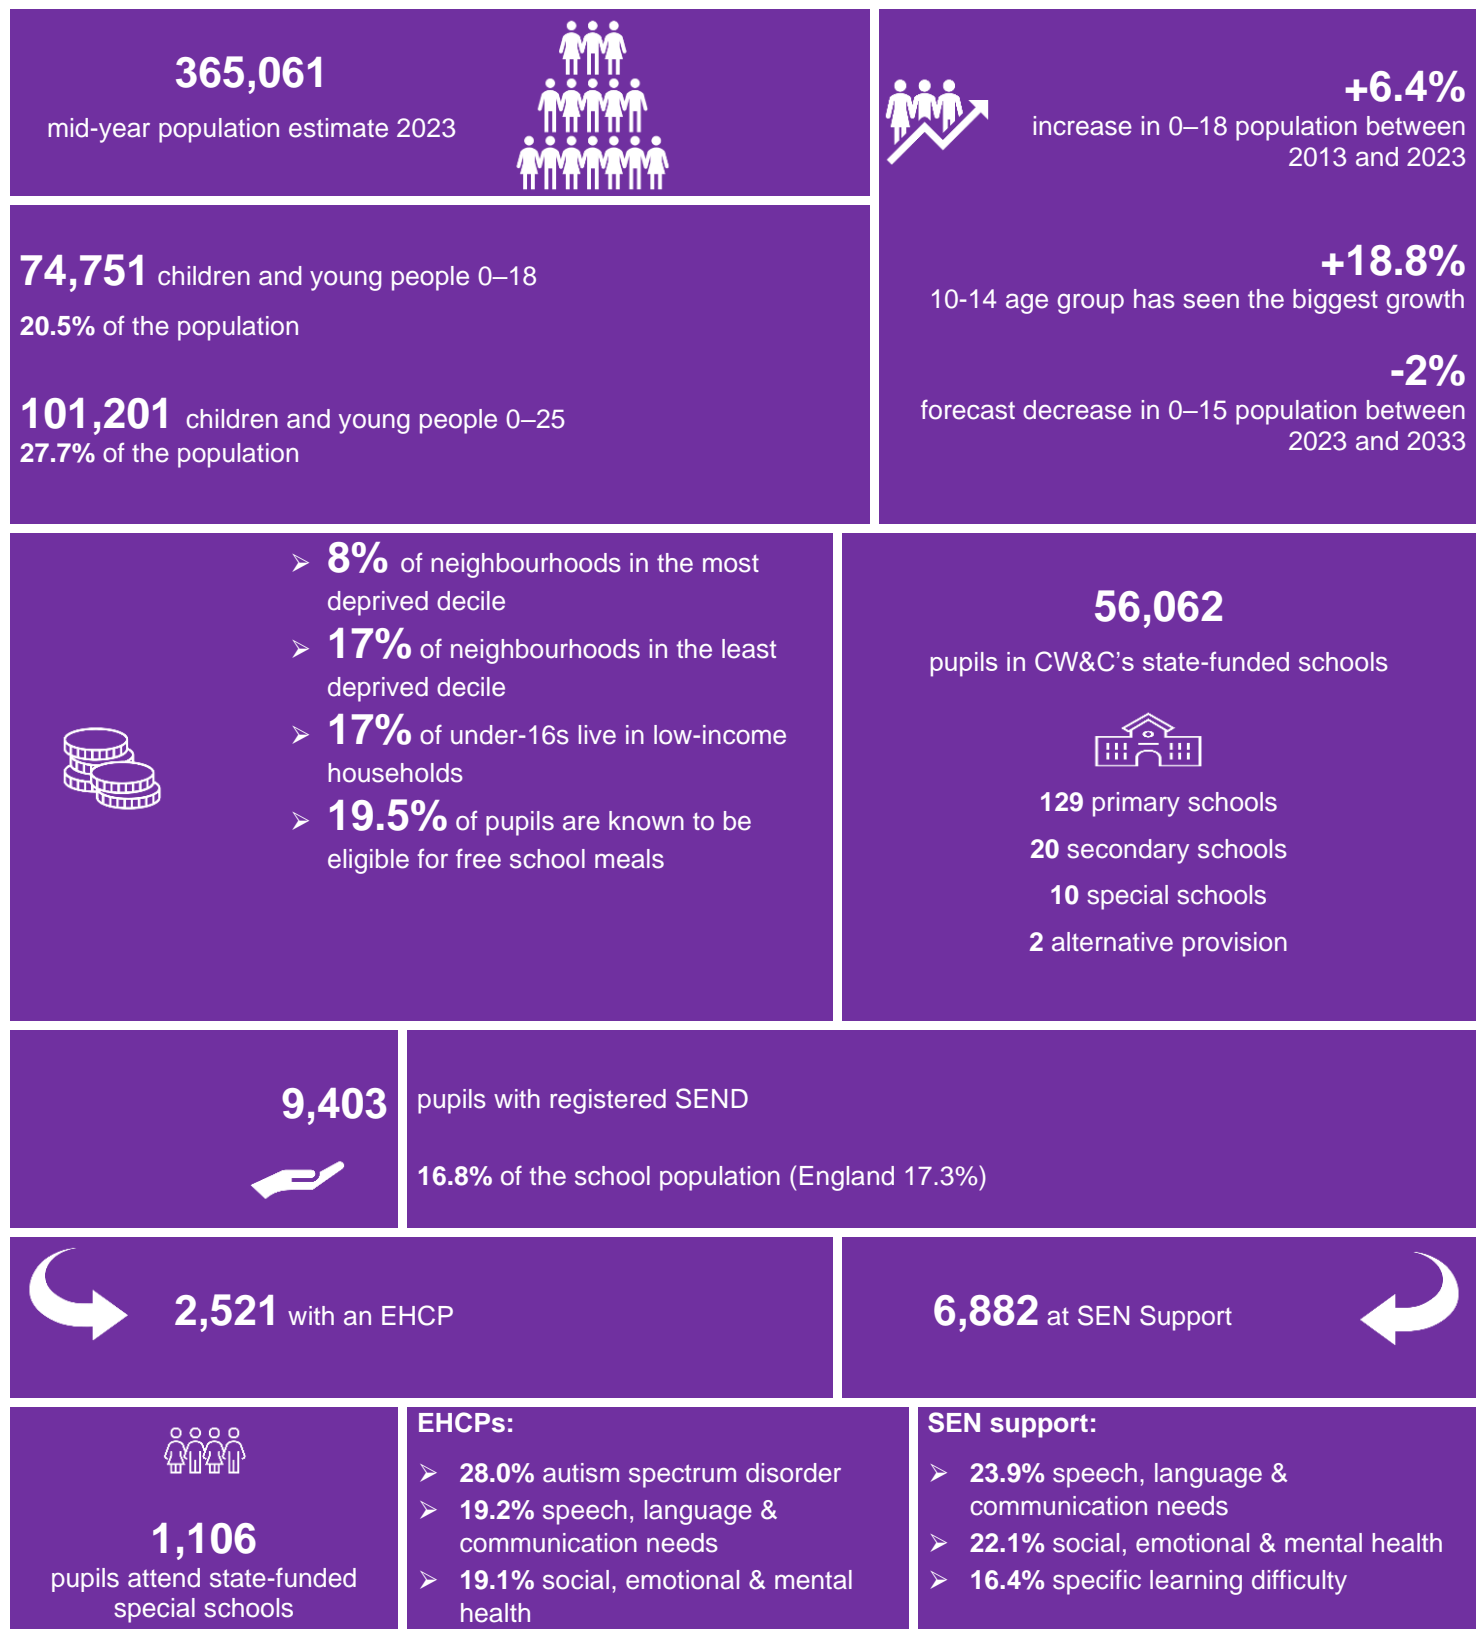 365,061
mid-year population estimate 2023
+6.4%
increase in 0–18 population between
2013 and 2023
+18.8%
10-14 age group has seen the biggest growth
-2%
forecast decrease in 0–15 population between
2023 and 2033
74,751 children and young people 0–18
20.5% of the population
101,201 children and young people 0–25
27.7% of the population
➢ 8% of neighbourhoods in the most
deprived decile
➢ 17% of neighbourhoods in the least
deprived decile
➢ 17% of under-16s live in low-income
households
➢ 19.5% of pupils are known to be
eligible for free school meals
56,062
pupils in CW&C’s state-funded schools
129 primary schools
20 secondary schools
10 special schools
2 alternative provision
9,403
pupils with registered SEND
16.8% of the school population (England 17.3%)
2,521 with an EHCP
6,882 at SEN Support
1,106
pupils attend state-funded
special schools
EHCPs:
➢ 28.0% autism spectrum disorder
➢ 19.2% speech, language &
communication needs
➢ 19.1% social, emotional & mental
health
SEN support:
➢ 23.9% speech, language &
communication needs
➢ 22.1% social, emotional & mental health
➢ 16.4% specific learning difficulty